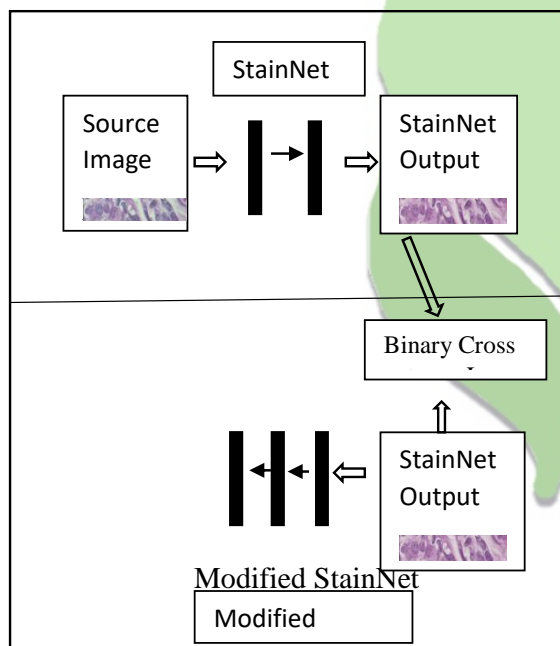 StainNet
Source
Image
StainNet
Output
Binary Cross
StainNet
Output
Modified StainNet
Modified